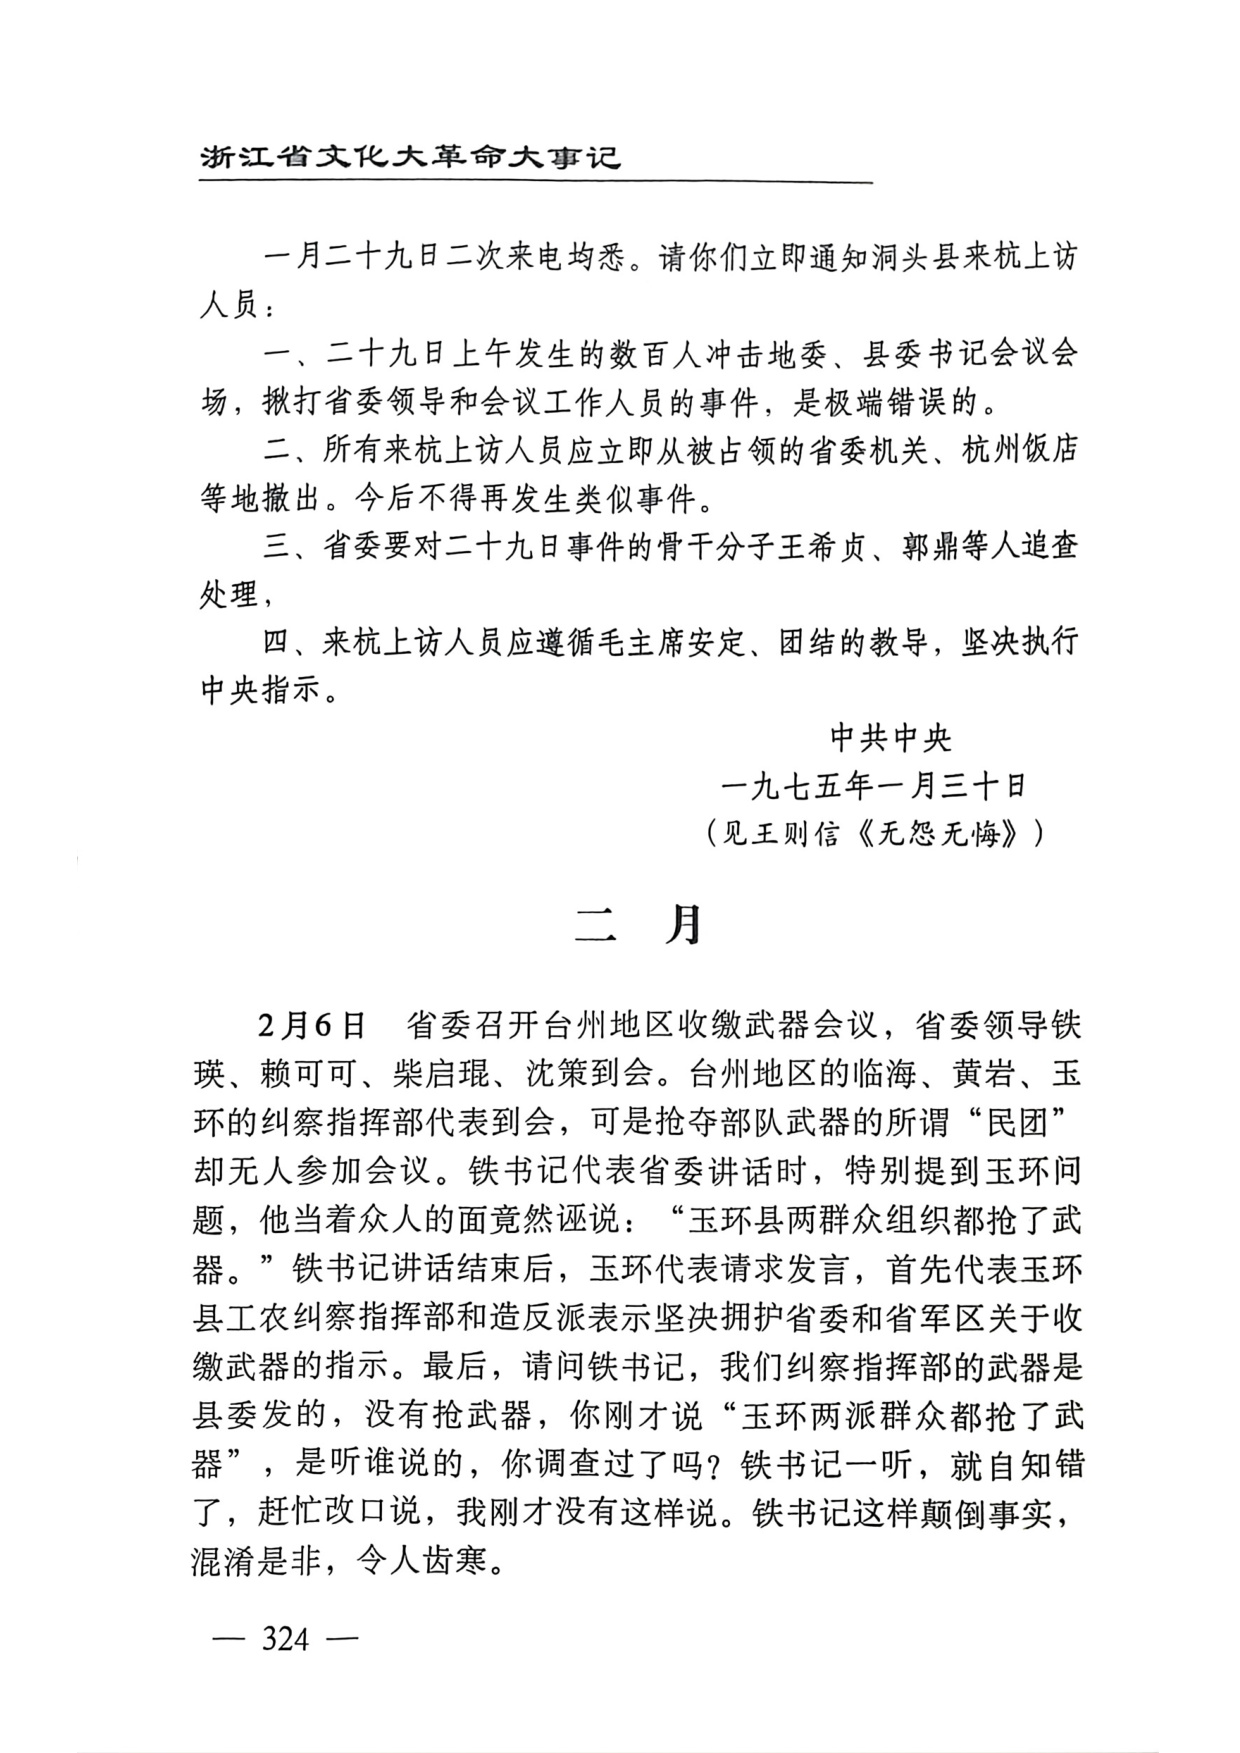 浙江省文化大革命大事记
一月二十九日二次来电均悉。请你们立即通知洞头县来杭上访
人员：
一、二十九日上午发生的数百人冲击地委、县委书记会议会
场，揪打省委领导和会议工作人员的事件，是极端错误的。
二、所有来杭上访人员应立即从被占领的省委机关、杭州饭店
等地撤出。今后不得再发生类似事件。
三、省委要对二十九日事件的骨干分子王希贞、郭鼎等人追查
处理，
四、来杭上访人员应遵循毛主席安定、团结的教导，坚决执行
中央指示。
中共中央
一九七五年一月三十日
（见王则信《无怨无悔》）
二 月
2月6日 省委召开台州地区收缴武器会议，省委领导铁
瑛、赖可可、柴启琨、沈策到会。台州地区的临海、黄岩、玉
环的纠察指挥部代表到会，可是抢夺部队武器的所谓“民团”
却无人参加会议。铁书记代表省委讲话时，特别提到玉环问
题，他当着众人的面竟然诬说：“玉环县两群众组织都抢了武
器。”铁书记讲话结束后，玉环代表请求发言，首先代表玉环
县工农纠察指挥部和造反派表示坚决拥护省委和省军区关于收
缴武器的指示。最后，请问铁书记，我们纠察指挥部的武器是
县委发的，没有抢武器，你刚才说“玉环两派群众都抢了武
器”，是听谁说的，你调查过了吗？铁书记一听，就自知错
了，赶忙改口说，我刚才没有这样说。铁书记这样颠倒事实，
混淆是非，令人齿寒。
— 324 —